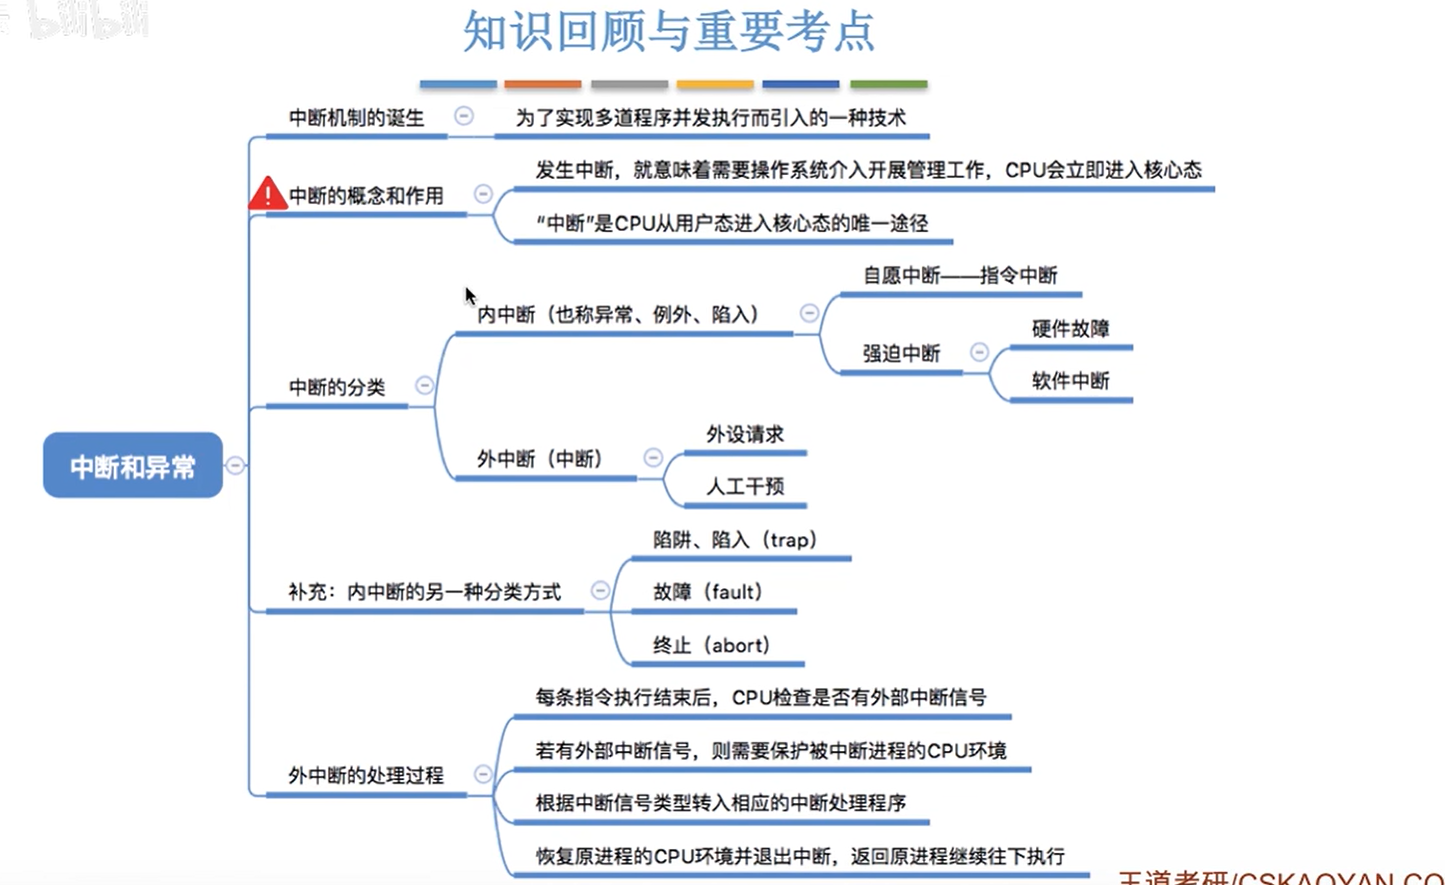 知识回顾与重要考点
中断机制的诞生
为了实现多道程序并发执行而引入的一种技术
中断的概念和作用
发生中断，就意味着需要操作系统介入开展管理工作，CPU会立即进入核心态
“中断”是CPU从用户态进入核心态的唯一途径
中断和异常
中断的分类
内中断（也称异常、例外、陷入）
自愿中断——指令中断
强迫中断
硬件故障
软件中断
外中断（中断）
外设请求
人工干预
补充：内中断的另一种分类方式
陷阱、陷入（trap）
故障（fault）
终止（abort）
外中断的处理过程
每条指令执行结束后，CPU检查是否有外部中断信号
若有外部中断信号，则需要保护被中断进程的CPU环境
根据中断信号类型转入相应的中断处理程序
恢复原进程的CPU环境并退出中断，返回原进程继续往下执行
王道考研/CSKAOYAN.CO